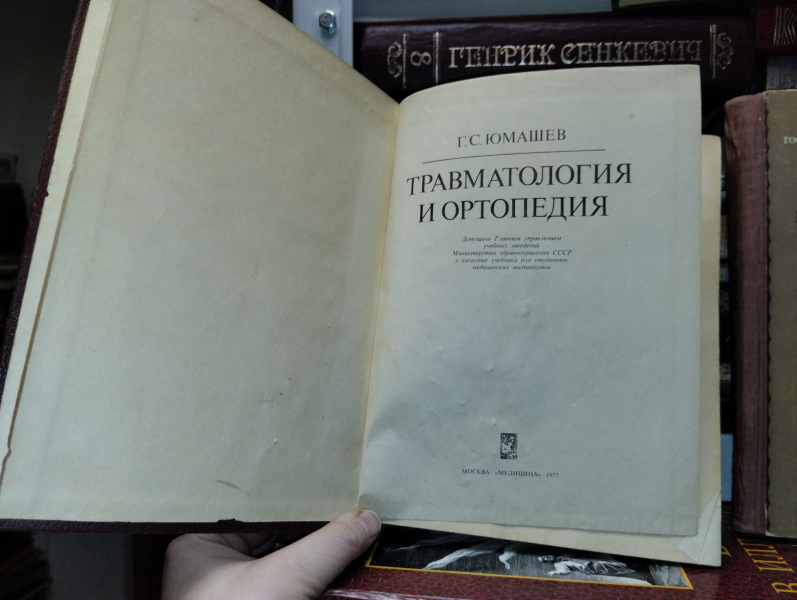 8 ГЕНРИК СЕНКЕВИЧ
Г. С. ЮМАШЕВ
ТРАВМАТОЛОГИЯ
И ОРТОПЕДИЯ
Допущено Главным управлением
учебных заведений
Министерства здравоохранения СССР
в качестве учебника для студентов
медицинских институтов
МОСКВА «МЕДИЦИНА» 1977